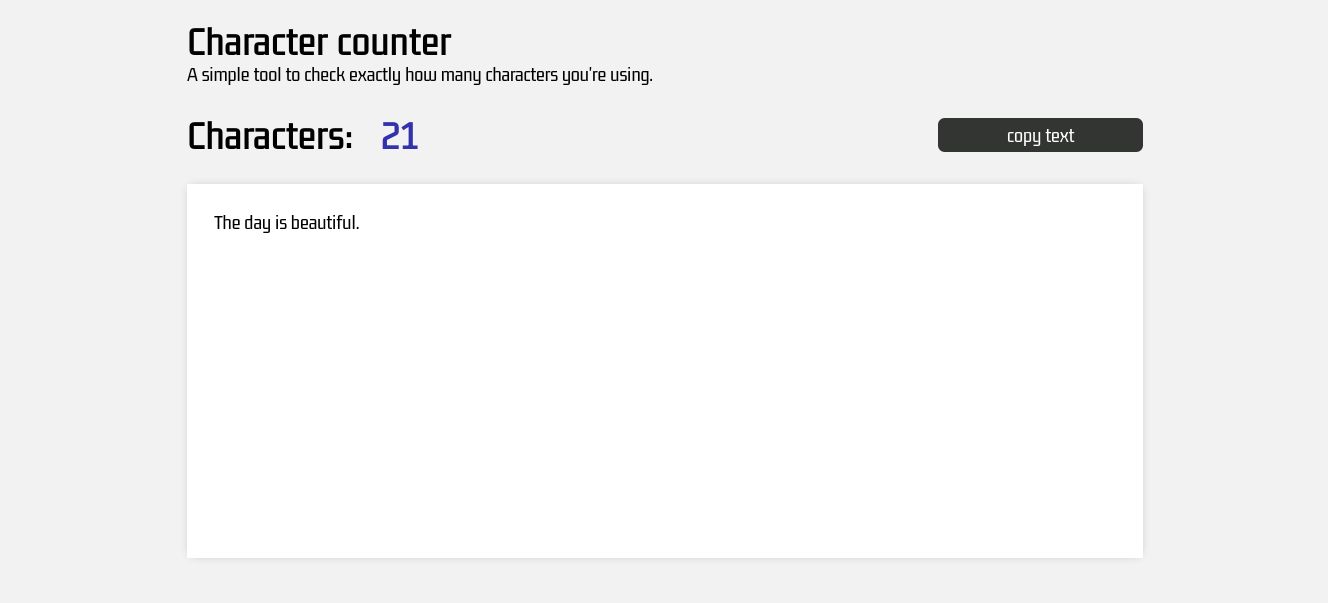 Character counter
A simple tool to check exactly how many characters you're using.
Characters: 21
copy text
The day is beautiful.